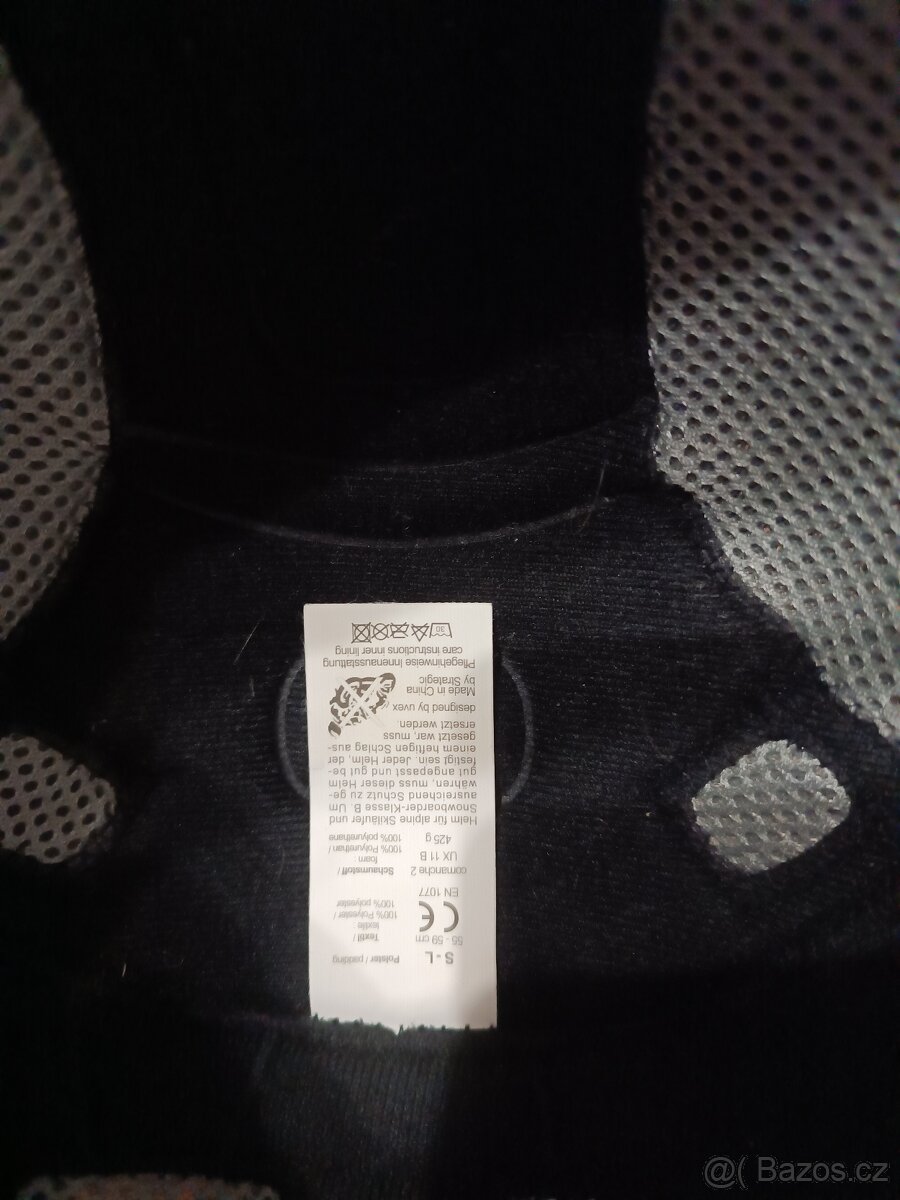 S - L
55 - 59 cm
CE
EN 1077
comanche 2
UX 11 B
425 g
Polster / padding
Textil /
textile :
100% Polyester /
100% polyester
Schaumstoff /
foam :
100% Polyurethan /
100% polyurethane
Helm für alpine Skiläufer und
Snowboarder-Klasse B. Um
ausreichend Schutz zu ge-
währen, muss dieser Helm
gut angepasst und gut be-
festigt sein. Jeder Helm, der
einem heftigen Schlag aus-
gesetzt war, muss
ersetzt werden.
designed by uvex
Made in China
by Strategic
Pflegehinweise Innenausstattung
care instructions inner lining
30
@( Bazos.cz